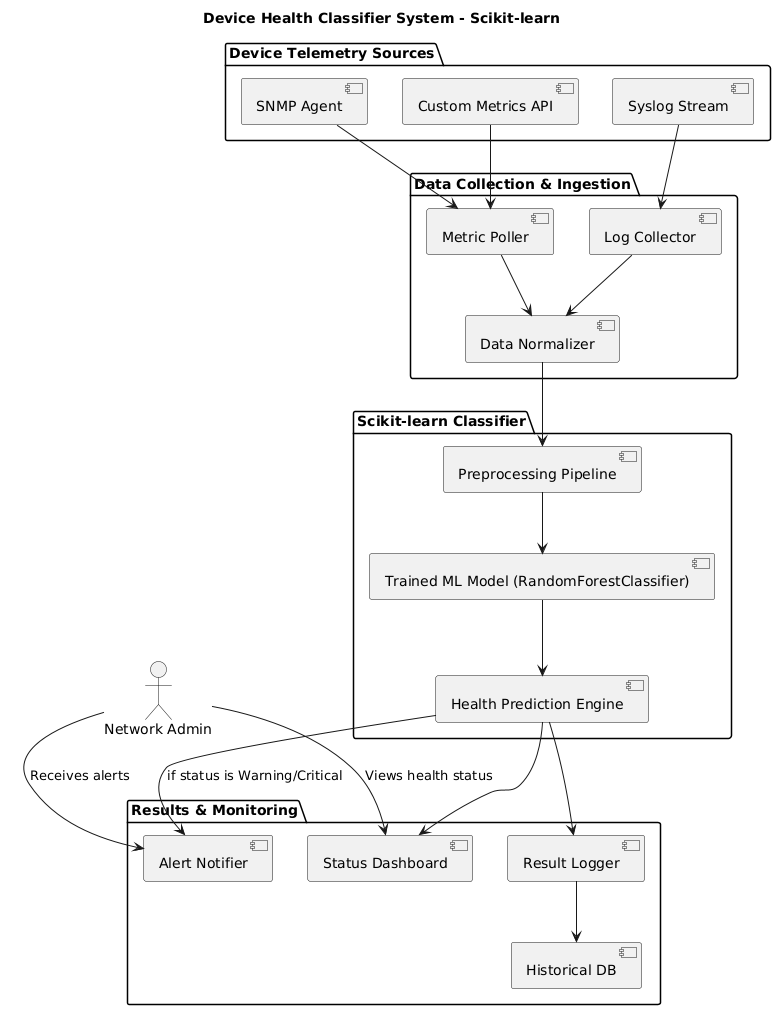 Device Health Classifier System - Scikit-learn
Device Telemetry Sources
SNMP Agent
Custom Metrics API
Syslog Stream
Data Collection & Ingestion
Metric Poller
Log Collector
Data Normalizer
Scikit-learn Classifier
Preprocessing Pipeline
Trained ML Model (RandomForestClassifier)
Health Prediction Engine
Network Admin
Receives alerts
if status is Warning/Critical
Views health status
Results & Monitoring
Alert Notifier
Status Dashboard
Result Logger
Historical DB